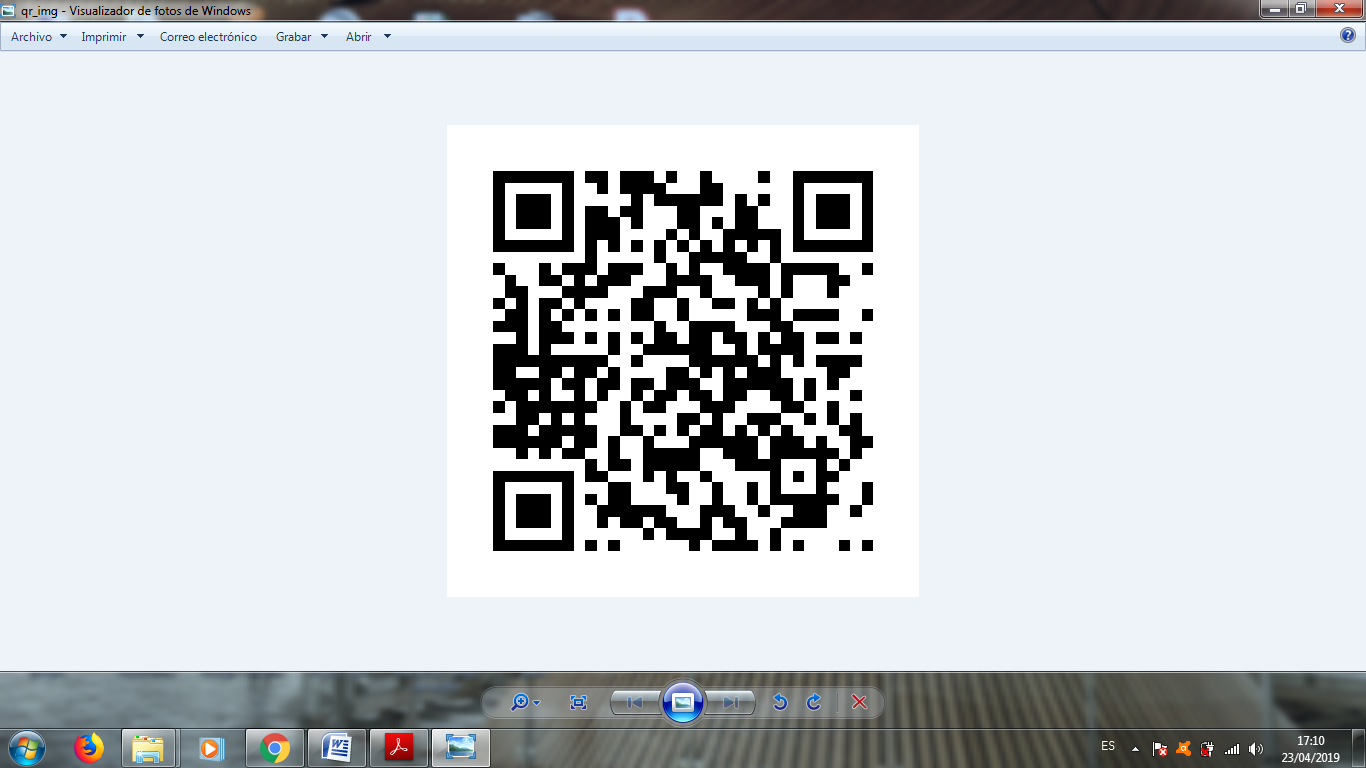 qr_img - Visualizador de fotos de Windows
Archivo Imprimir Correo electrónico Grabar Abrir
ES
17:10
23/04/2019